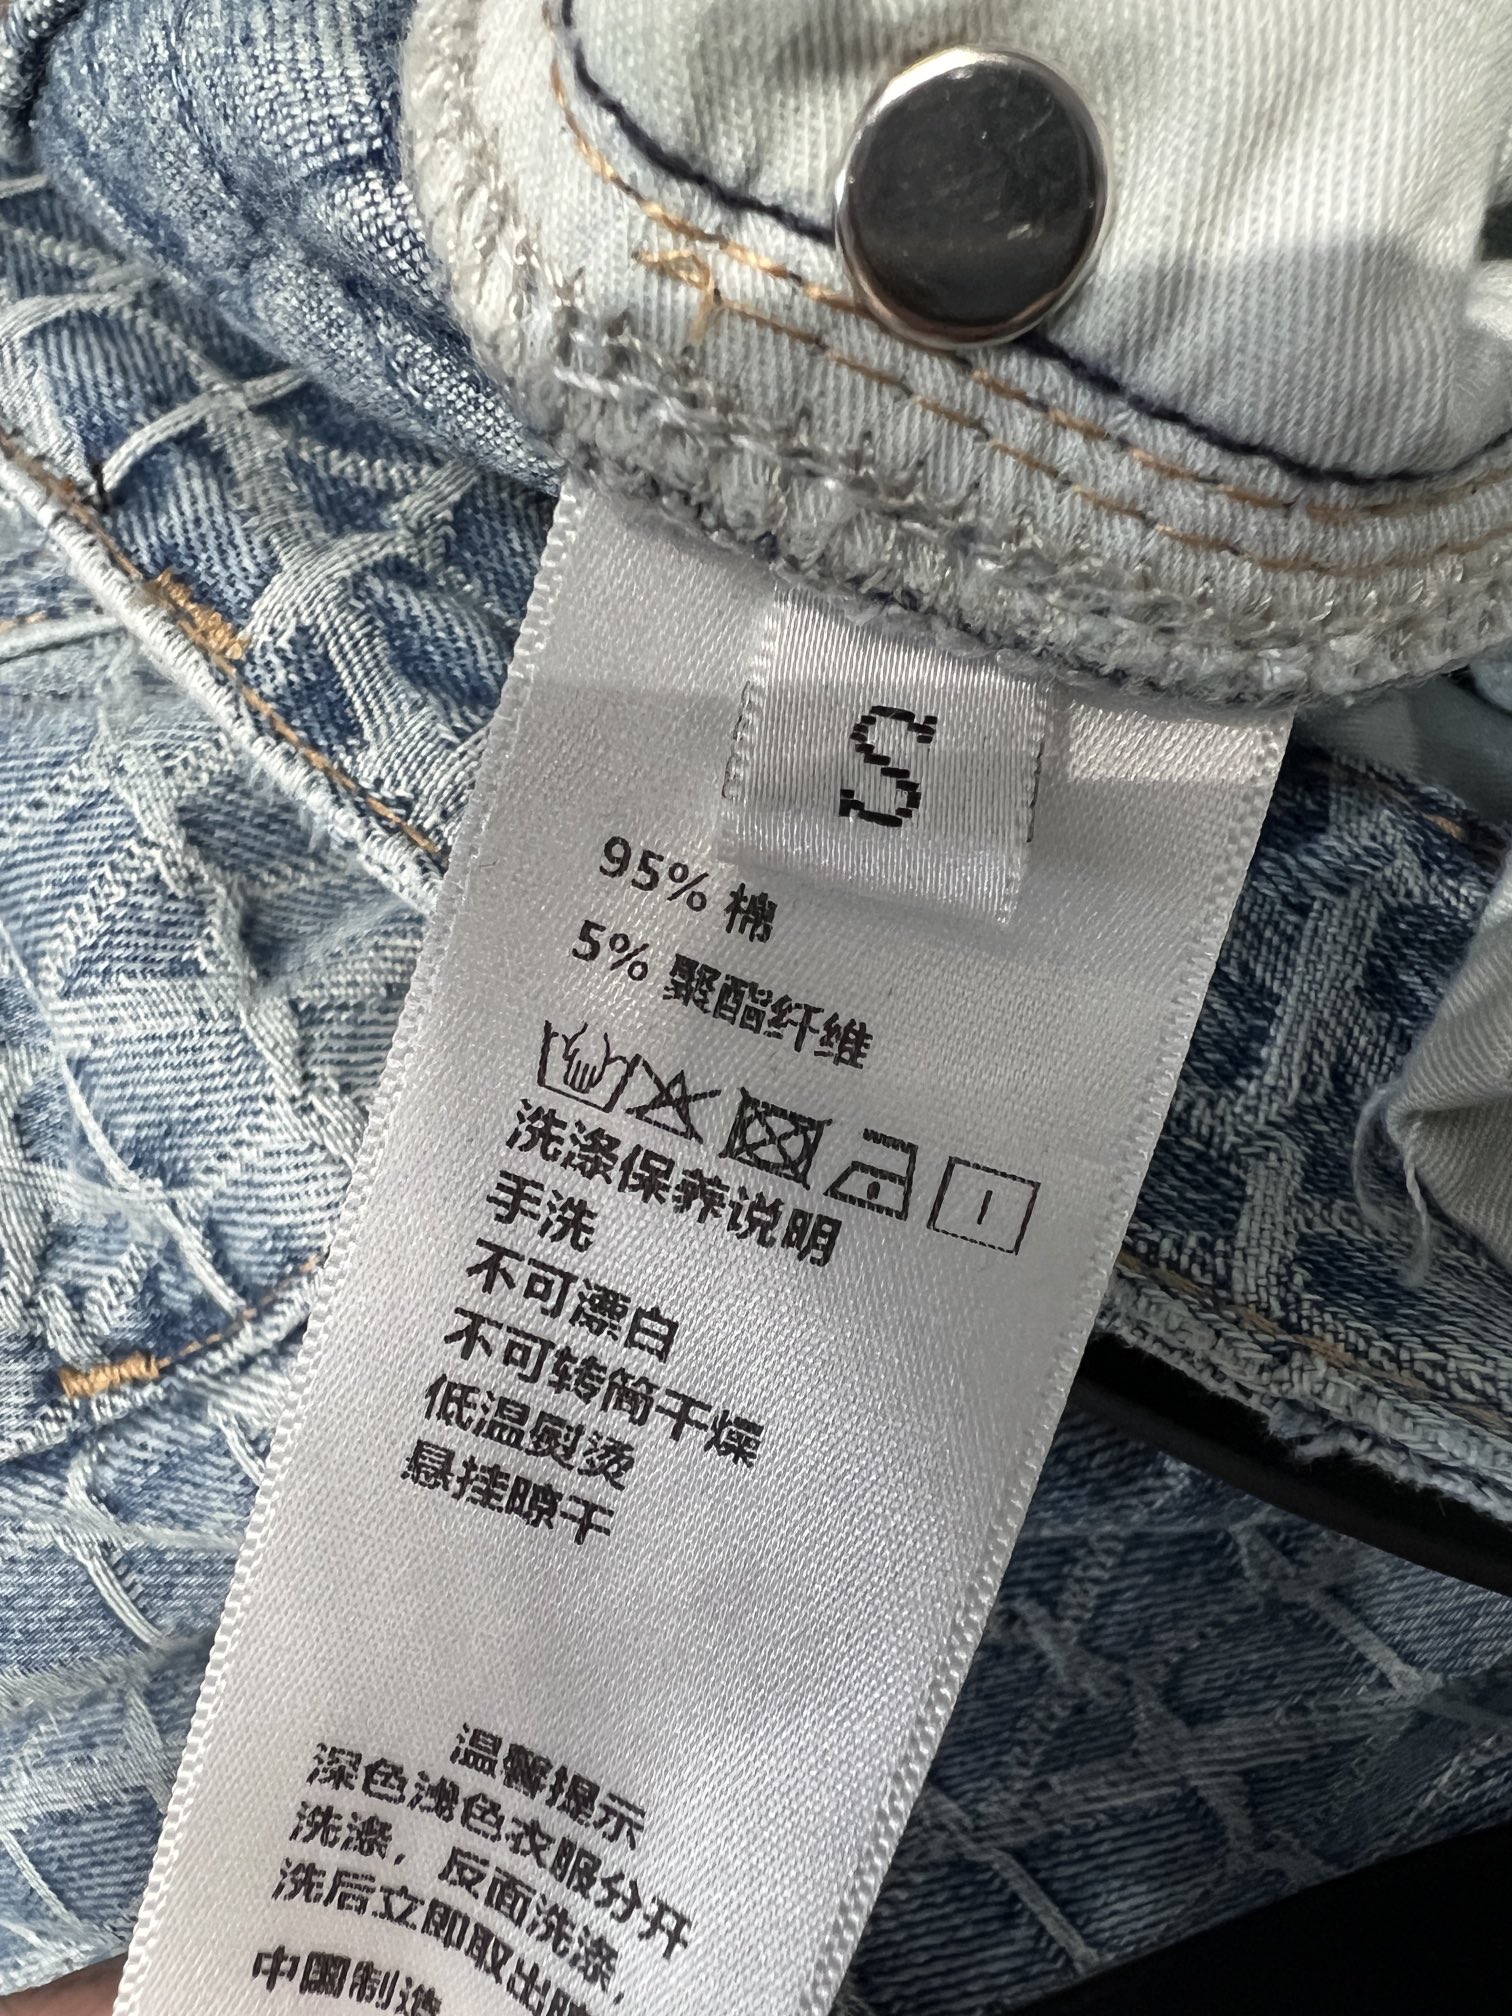 S
95% 棉
5% 聚酯纤维
洗涤保养说明
手洗
不可漂白
不可转筒干燥
低温熨烫
悬挂晾干
温馨提示
深色浅色衣服分开
洗涤，反面洗涤，
洗后立即取出晾
中国制造